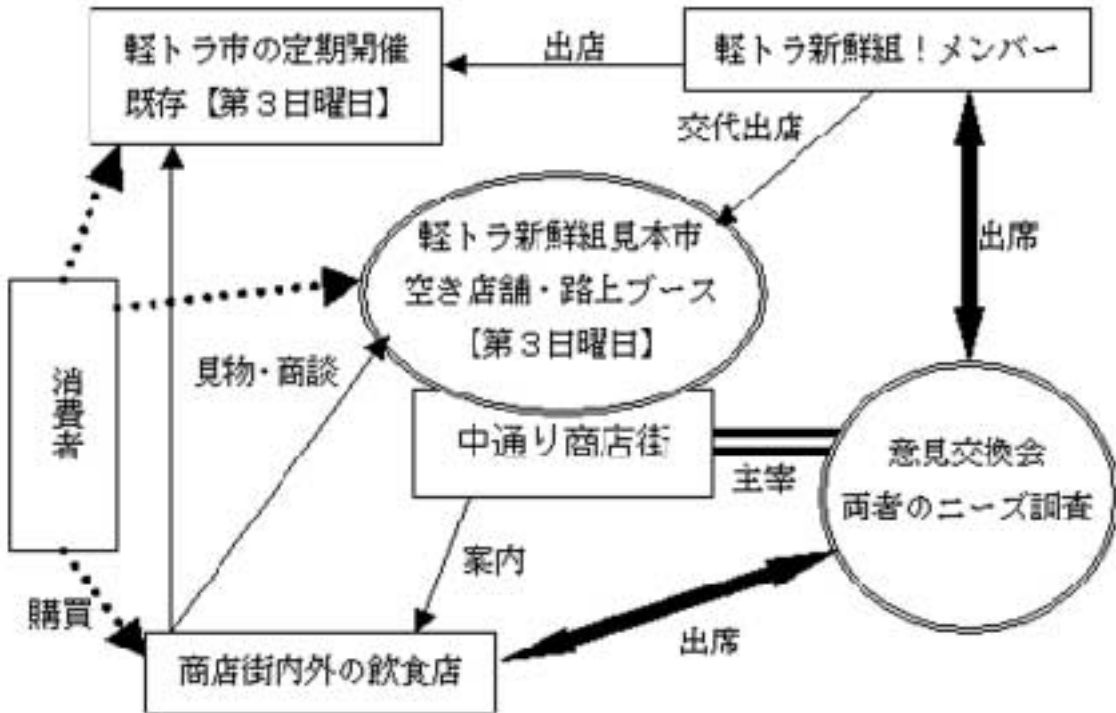 軽トラ市の定期開催
既存【第３日曜日】
出店
軽トラ新鮮組！メンバー
交代出店
軽トラ新鮮組見本市
空き店舗・路上ブース
【第３日曜日】
出席
消費者
見物・商談
中通り商店街
主宰
意見交換会
両者のニーズ調査
案内
購買
商店街内外の飲食店
出席